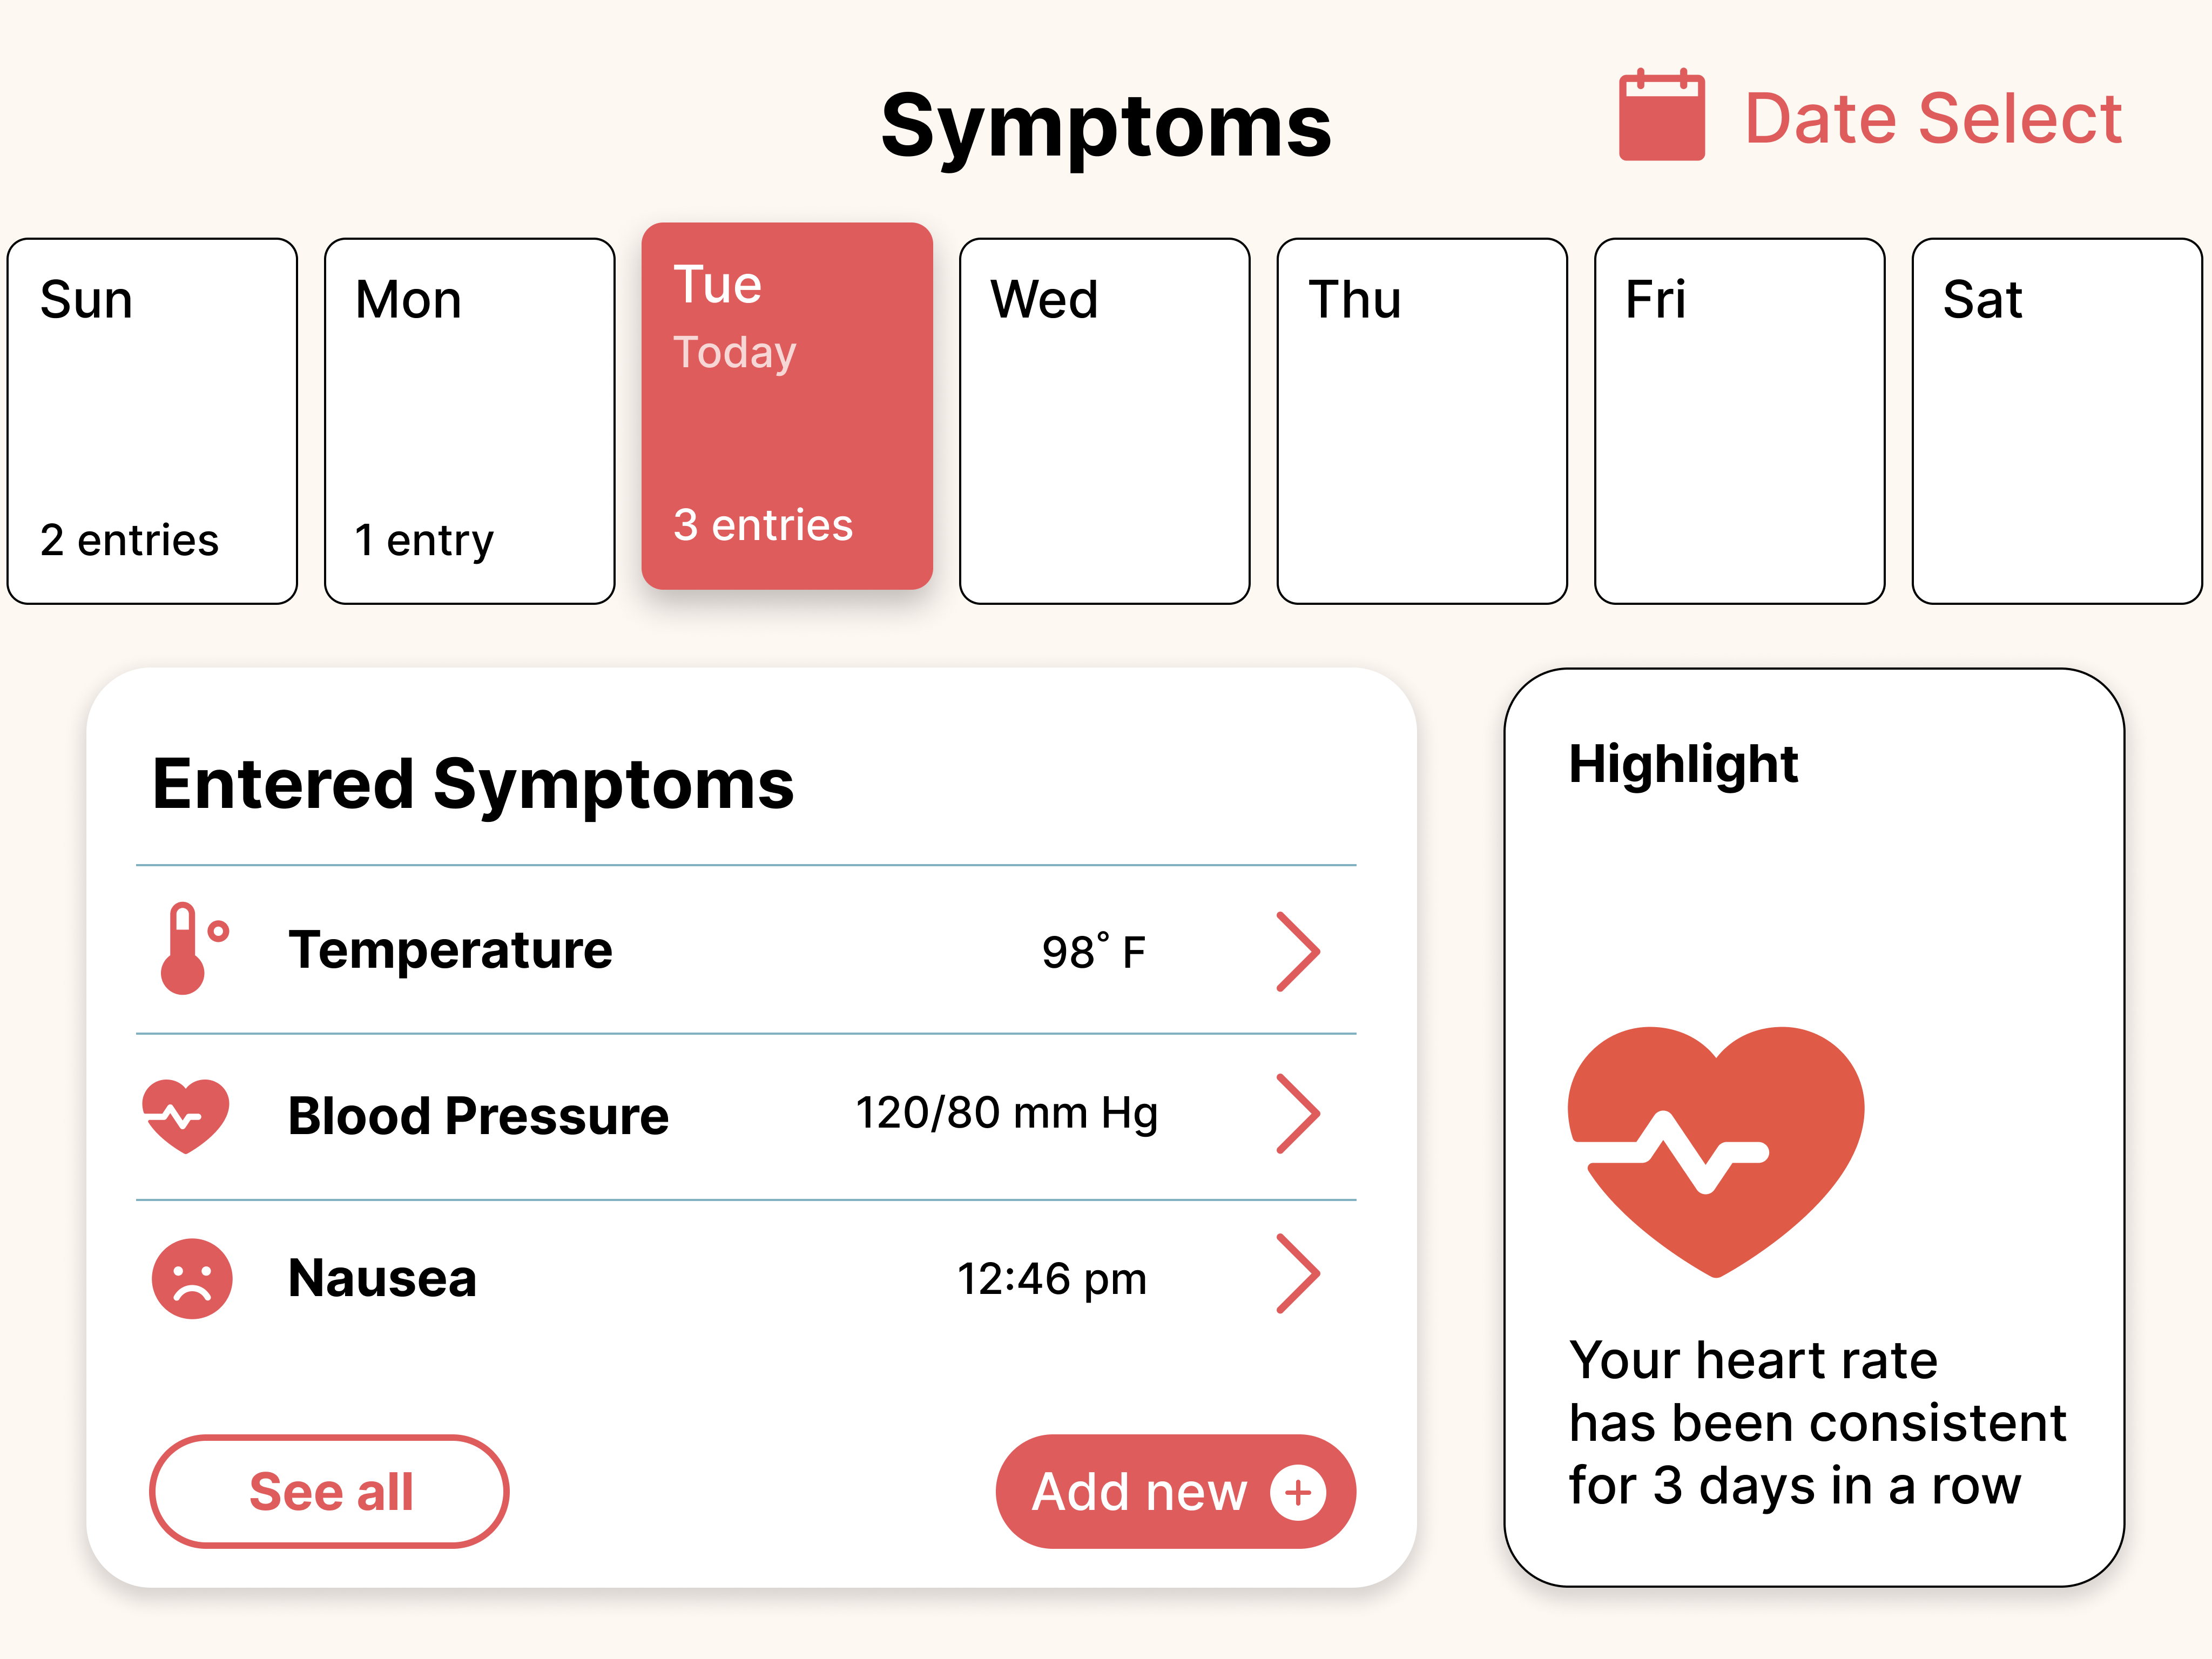 Symptoms
Date Select
Sun
2 entries
Mon
1 entry
Tue
Today
3 entries
Wed
Thu
Fri
Sat
Entered Symptoms
Temperature
98° F
Blood Pressure
120/80 mm Hg
Nausea
12:46 pm
See all
Add new
Highlight
Your heart rate
has been consistent
for 3 days in a row